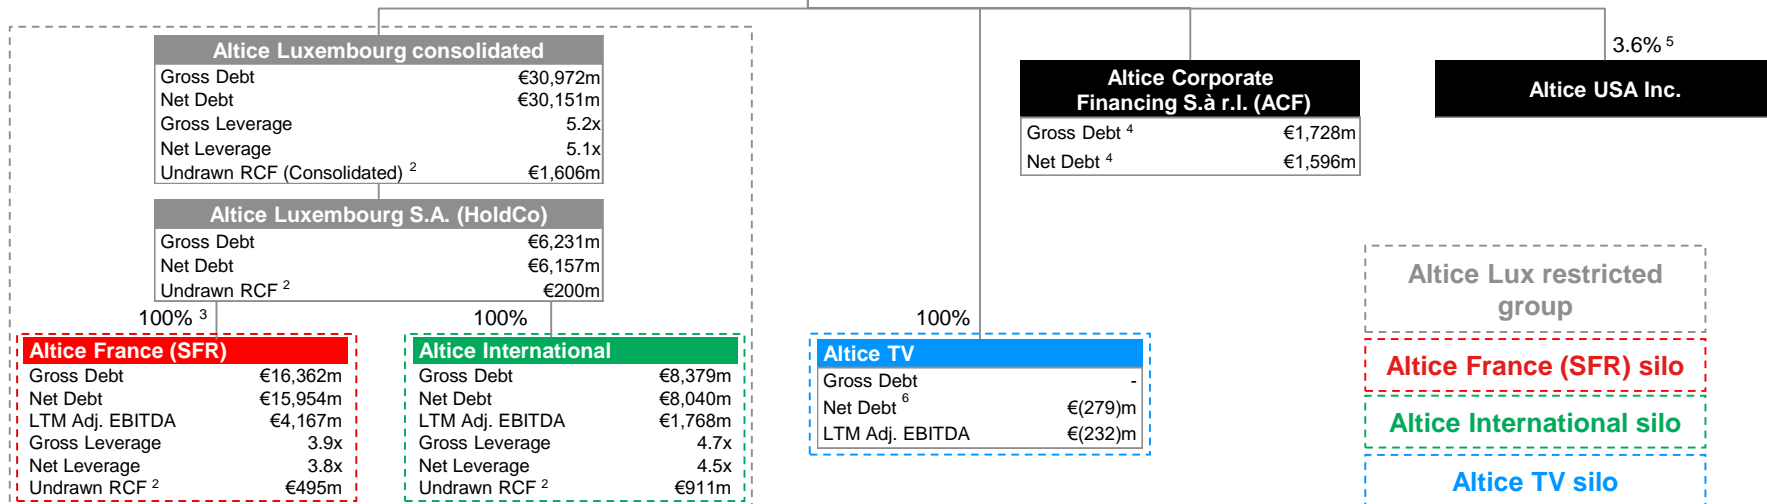 Altice Luxembourg consolidated
Gross Debt €30,972m
Net Debt €30,151m
Gross Leverage 5.2x
Net Leverage 5.1x
Undrawn RCF (Consolidated) 2 €1,606m
Altice Luxembourg S.A. (HoldCo)
Gross Debt €6,231m
Net Debt €6,157m
Undrawn RCF 2 €200m
100% 3
100%
Altice France (SFR)
Gross Debt €16,362m
Net Debt €15,954m
LTM Adj. EBITDA €4,167m
Gross Leverage 3.9x
Net Leverage 3.8x
Undrawn RCF 2 €495m
Altice International
Gross Debt €8,379m
Net Debt €8,040m
LTM Adj. EBITDA €1,768m
Gross Leverage 4.7x
Net Leverage 4.5x
Undrawn RCF 2 €911m
100%
Altice TV
Gross Debt -
Net Debt 6 €(279)m
LTM Adj. EBITDA €(232)m
Altice Corporate
Financing S.à r.l. (ACF)
Gross Debt 4 €1,728m
Net Debt 4 €1,596m
3.6% 5
Altice USA Inc.
Altice Lux restricted
group
Altice France (SFR) silo
Altice International silo
Altice TV silo